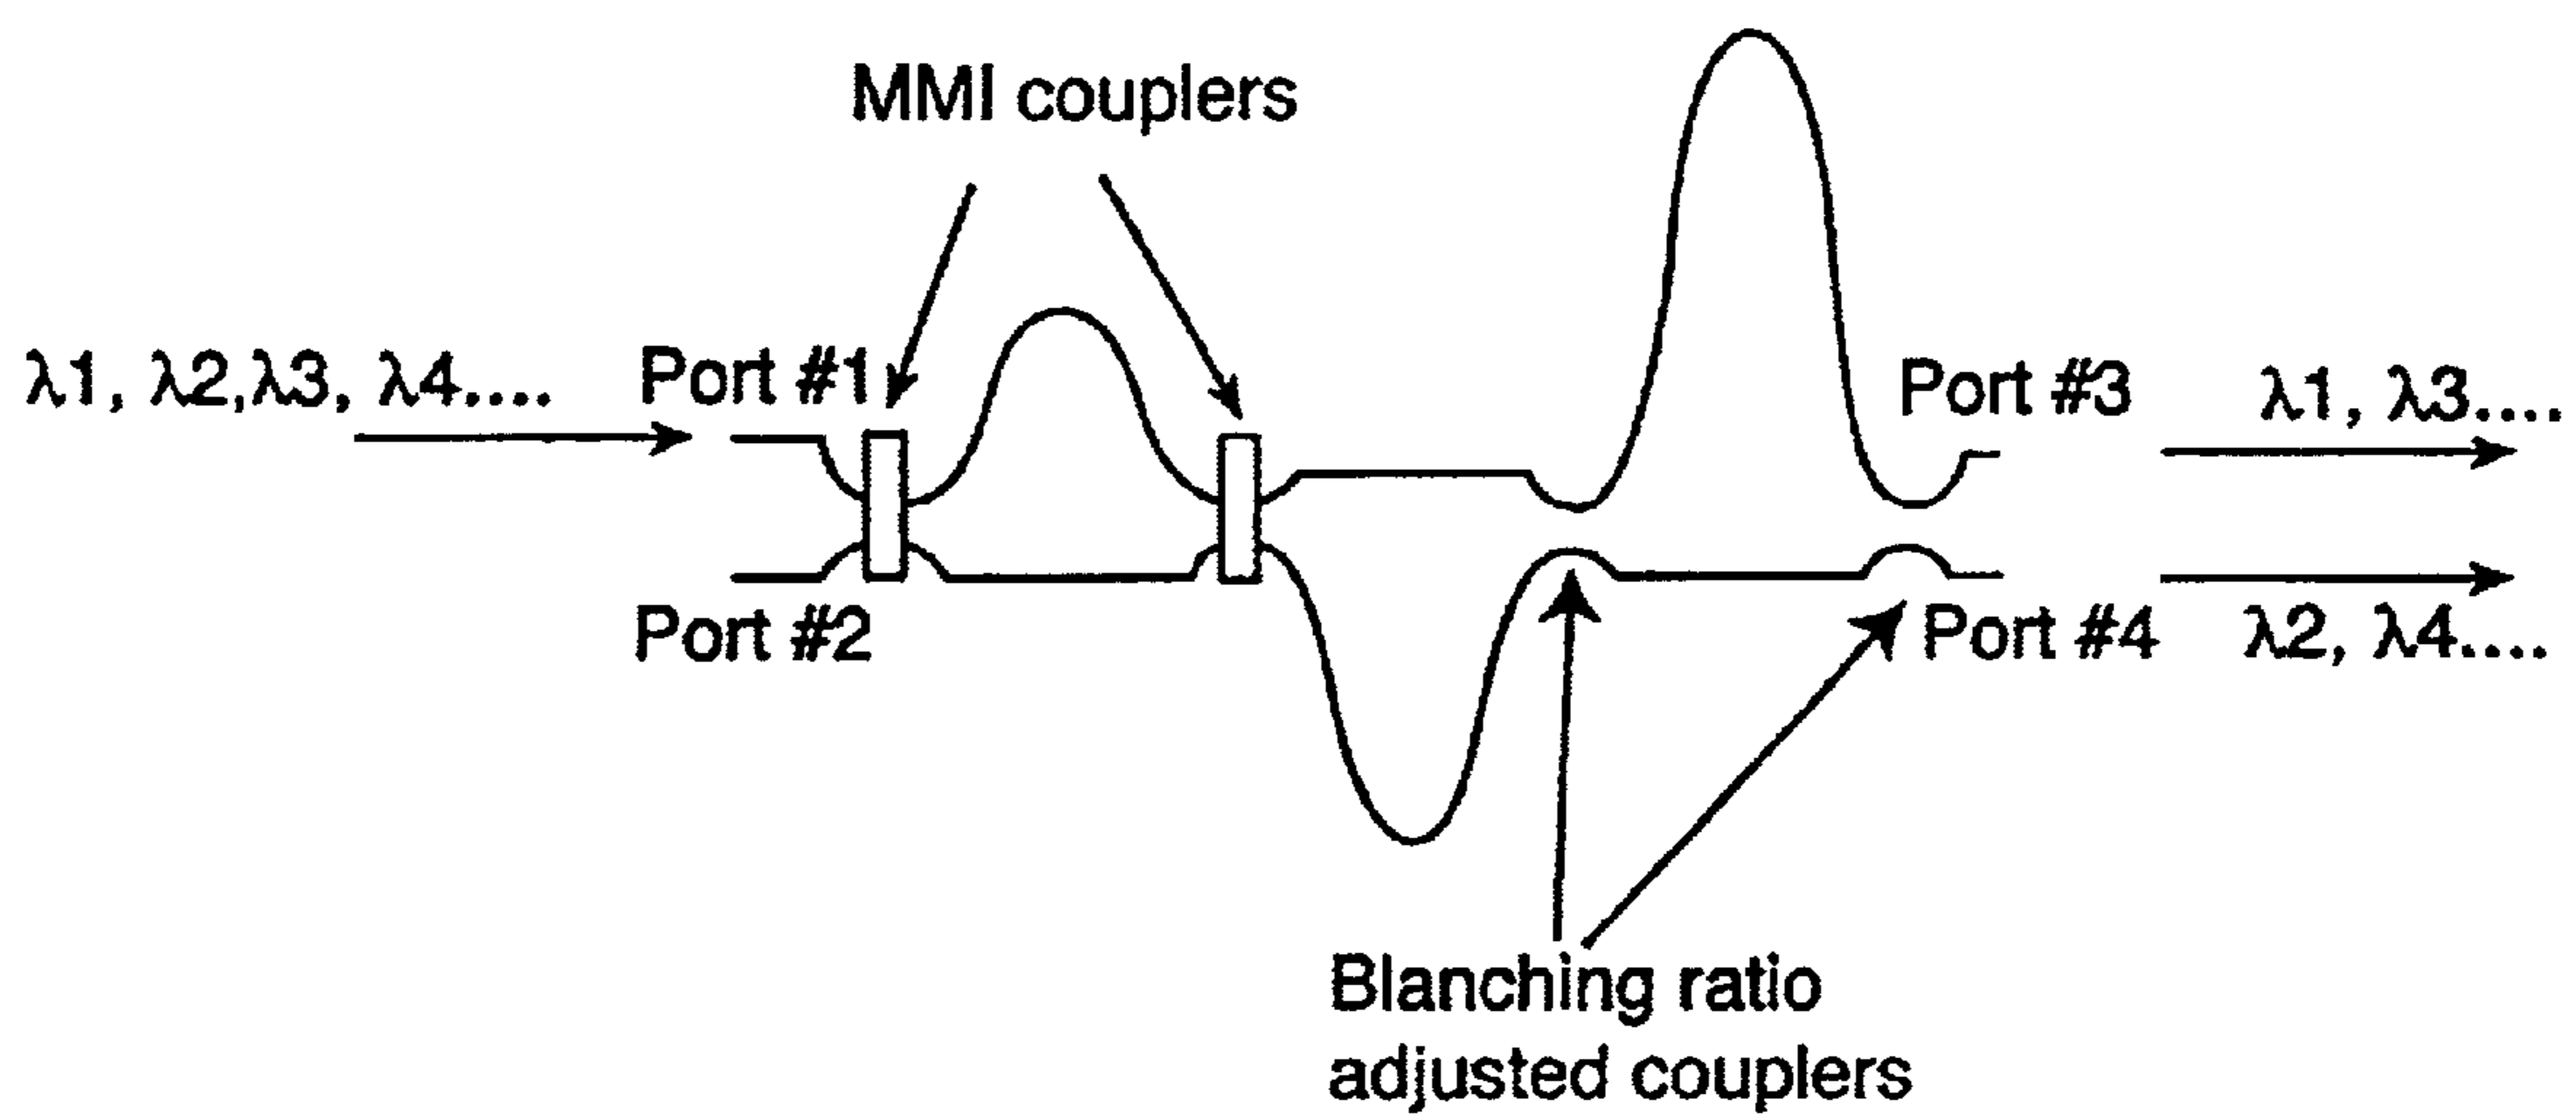 MMI couplers
λ1, λ2,λ3, λ4....
Port #1
Port #3
λ1, λ3....
Port #2
Port #4
λ2, λ4....
Blanching ratio
adjusted couplers